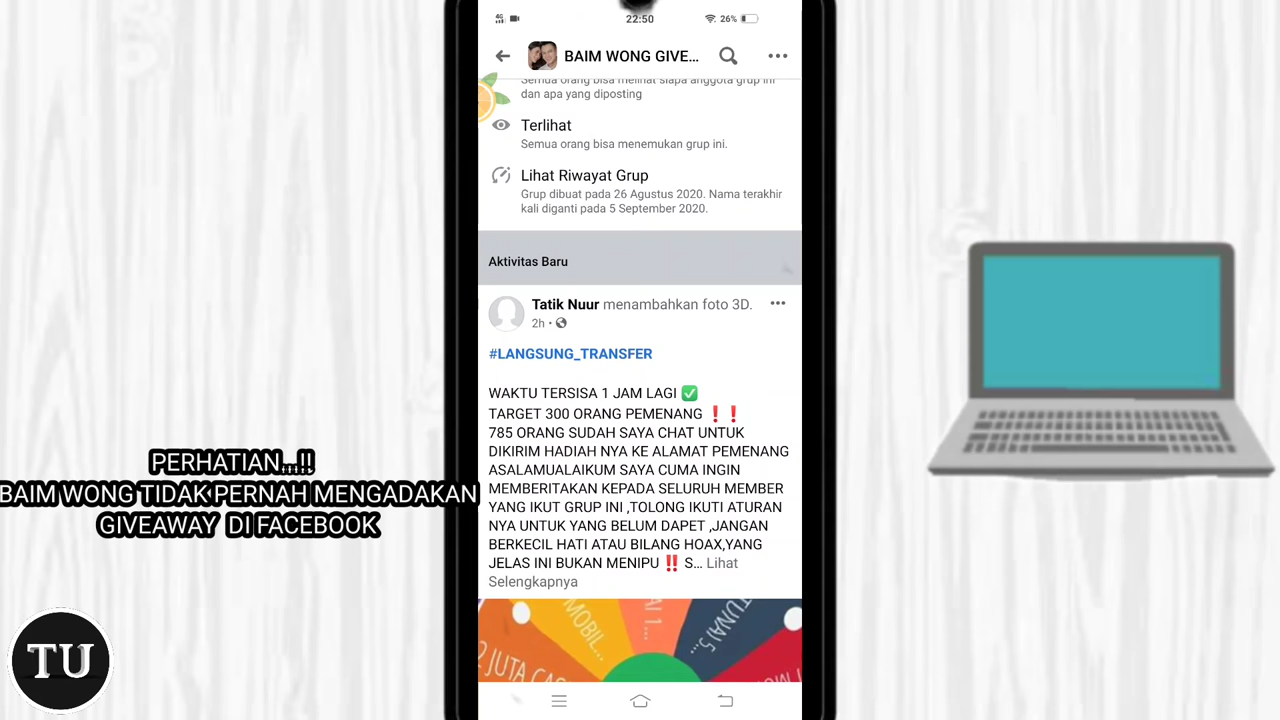 4G
22:50
26%
BAIM WONG GIVE...
Semua orang bisa melihat siapa anggota grup ini
dan apa yang diposting
Terlihat
Semua orang bisa menemukan grup ini.
Lihat Riwayat Grup
Grup dibuat pada 26 Agustus 2020. Nama terakhir
kali diganti pada 5 September 2020.
Aktivitas Baru
Tatik Nuur menambahkan foto 3D.
2h
#LANGSUNG_TRANSFER
WAKTU TERSISA 1 JAM LAGI ✅
TARGET 300 ORANG PEMENANG ❗❗
785 ORANG SUDAH SAYA CHAT UNTUK
DIKIRIM HADIAH NYA KE ALAMAT PEMENANG
ASALAMUALAIKUM SAYA CUMA INGIN
MEMBERITAKAN KEPADA SELURUH MEMBER
YANG IKUT GRUP INI ,TOLONG IKUTI ATURAN
NYA UNTUK YANG BELUM DAPET ,JANGAN
BERKECIL HATI ATAU BILANG HOAX,YANG
JELAS INI BUKAN MENIPU ‼️ S... Lihat
Selengkapnya
2 JUTA
MOBIL...
TUNAI 5...
PERHATIAN...!!
BAIM WONG TIDAK PERNAH MENGADAKAN
GIVEAWAY DI FACEBOOK
TU